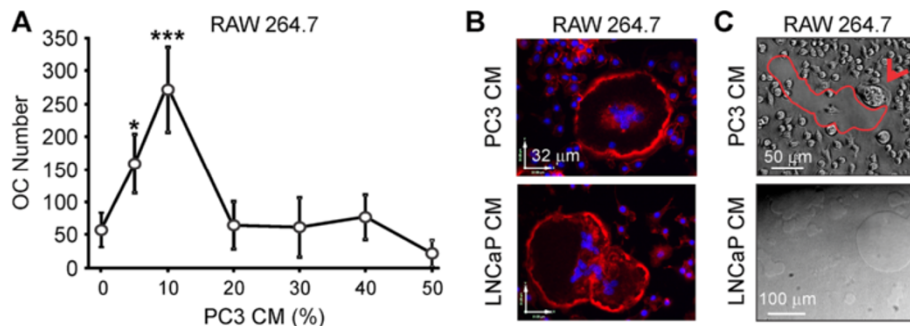 A
RAW 264.7
OC Number
350
300
250
200
150
100
50
0
*
***
0 10 20 30 40 50
PC3 CM (%)
B
RAW 264.7
PC3 CM
32 µm
LNCaP CM
C
RAW 264.7
PC3 CM
50 µm
LNCaP CM
100 µm